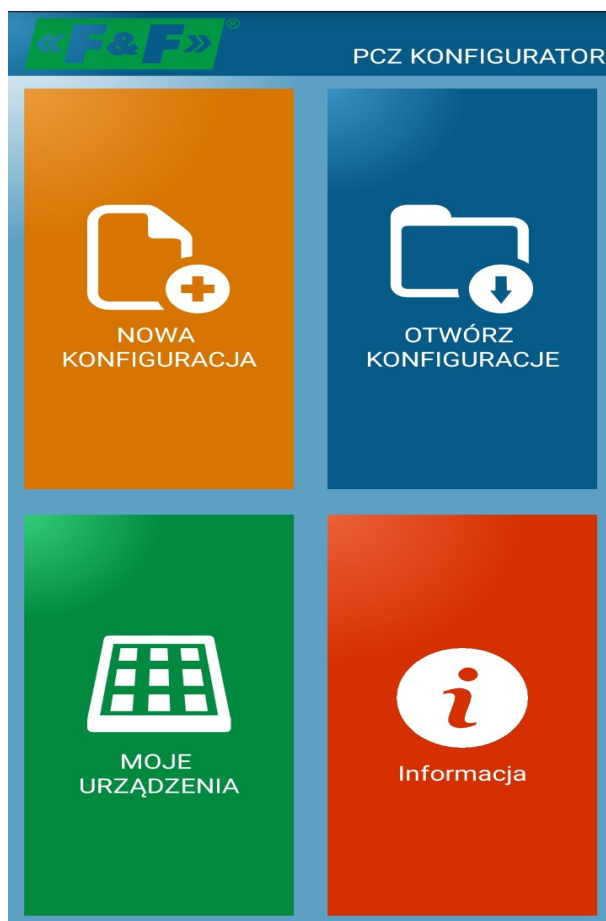 «F&F»®
PCZ KONFIGURATOR
NOWA
KONFIGURACJA
OTWÓRZ
KONFIGURACJE
MOJE
URZĄDZENIA
Informacja